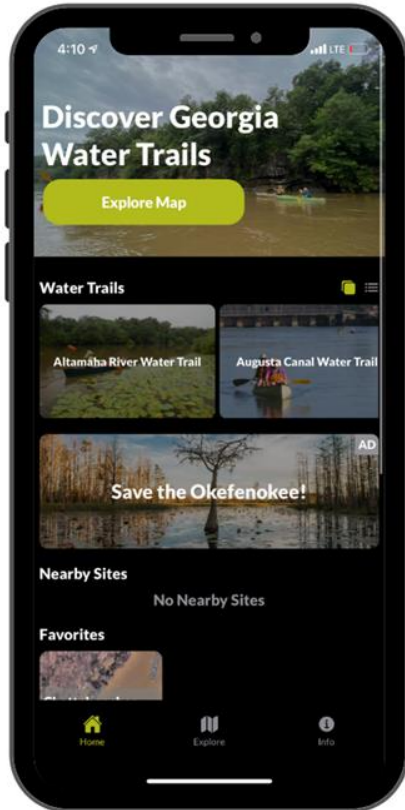 4:10
LTE
Discover Georgia
Water Trails
Explore Map
Water Trails
Altamaha River Water Trail
Augusta Canal Water Trail
AD
Save the Okefenokee!
Nearby Sites
No Nearby Sites
Favorites
Home
Explore
Info